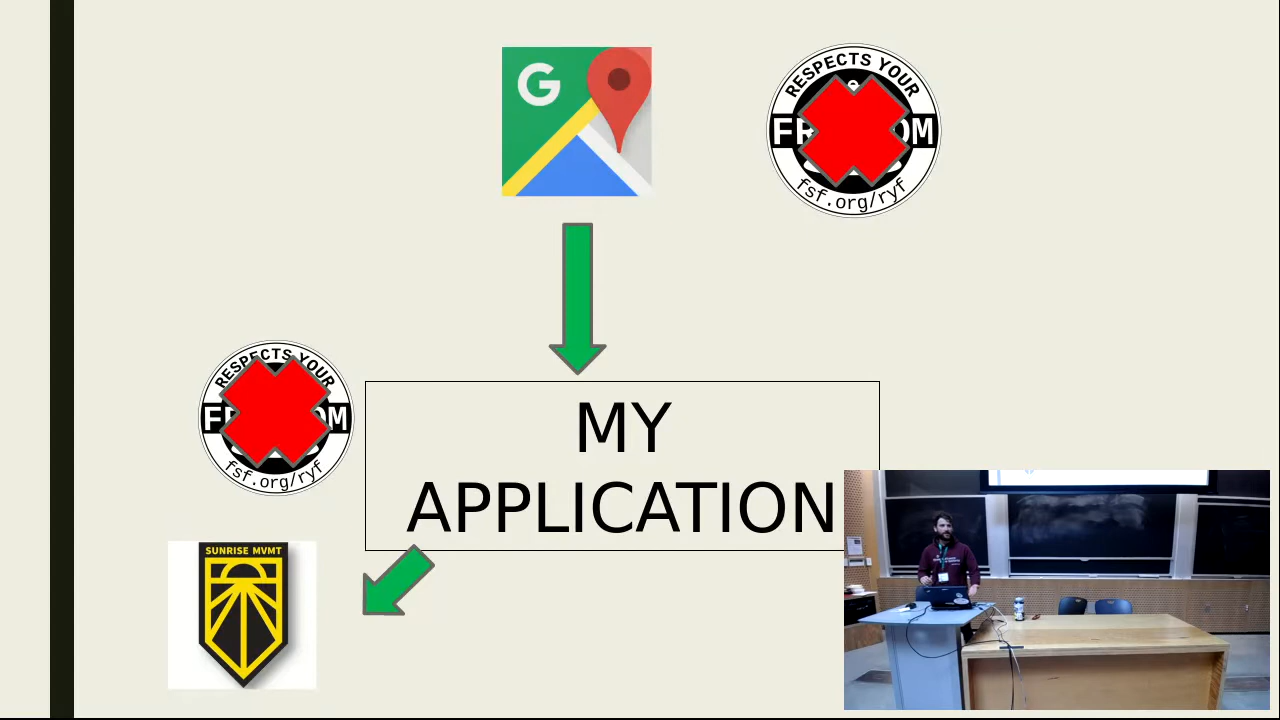 G
RESPECTS YOUR
fsf.org/ryf
RESPECTS YOUR
fsf.org/ryf
MY
APPLICATION
SUNRISE MVMT